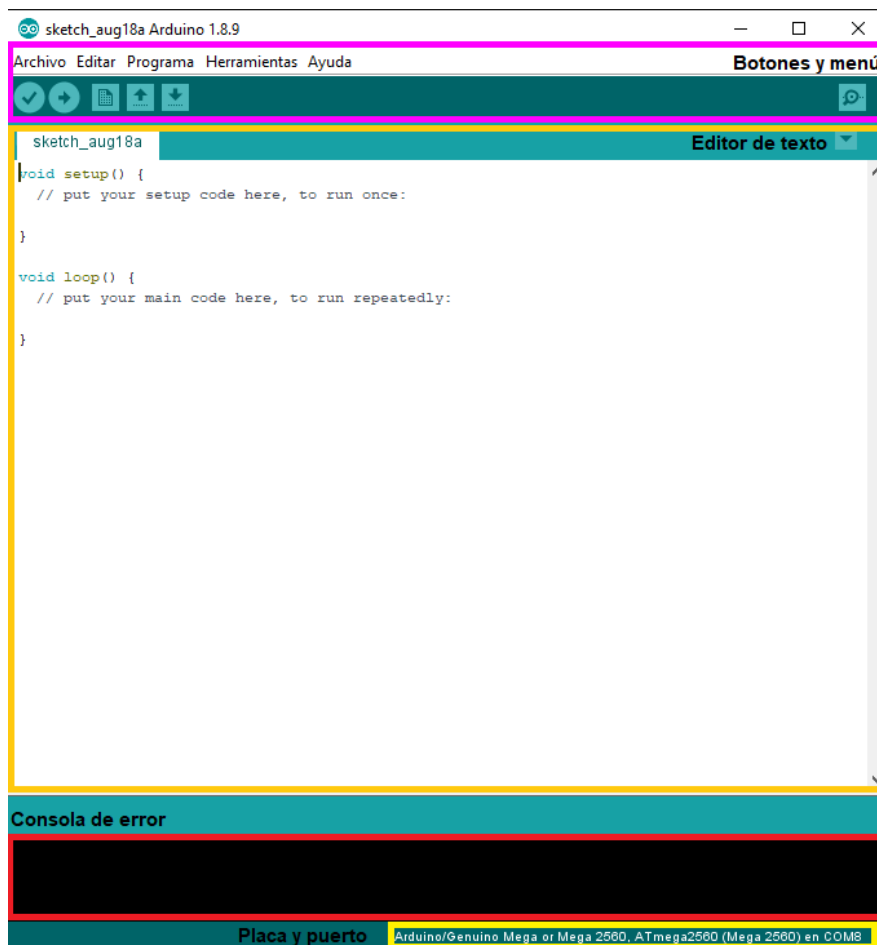 sketch_aug18a Arduino 1.8.9
Archivo Editar Programa Herramientas Ayuda
Botones y menú
sketch_aug18a
Editor de texto
void setup() {
// put your setup code here, to run once:
}
void loop() {
// put your main code here, to run repeatedly:
}
Consola de error
Placa y puerto
Arduino/Genuino Mega or Mega 2560, ATmega2560 (Mega 2560) en COM8